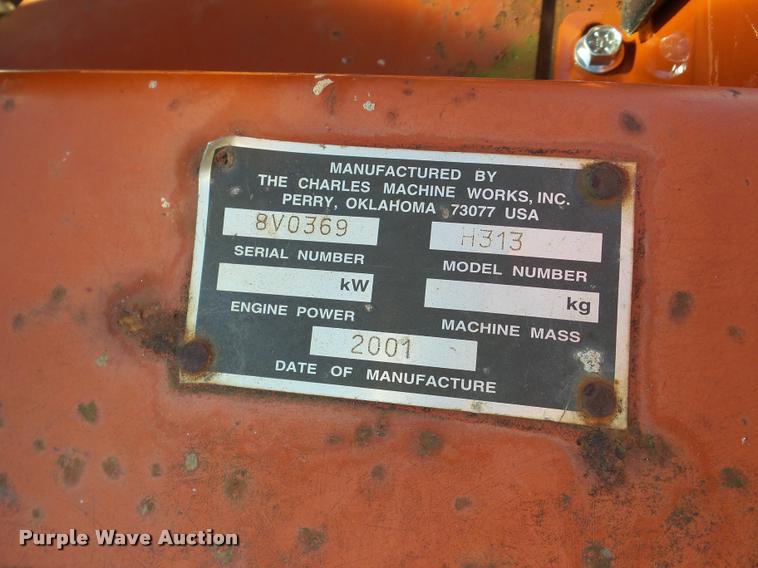 MANUFACTURED BY
THE CHARLES MACHINE WORKS, INC.
PERRY, OKLAHOMA 73077 USA
8V0369 H313
SERIAL NUMBER MODEL NUMBER
kW kg
ENGINE POWER MACHINE MASS
2001
DATE OF MANUFACTURE
Purple Wave Auction